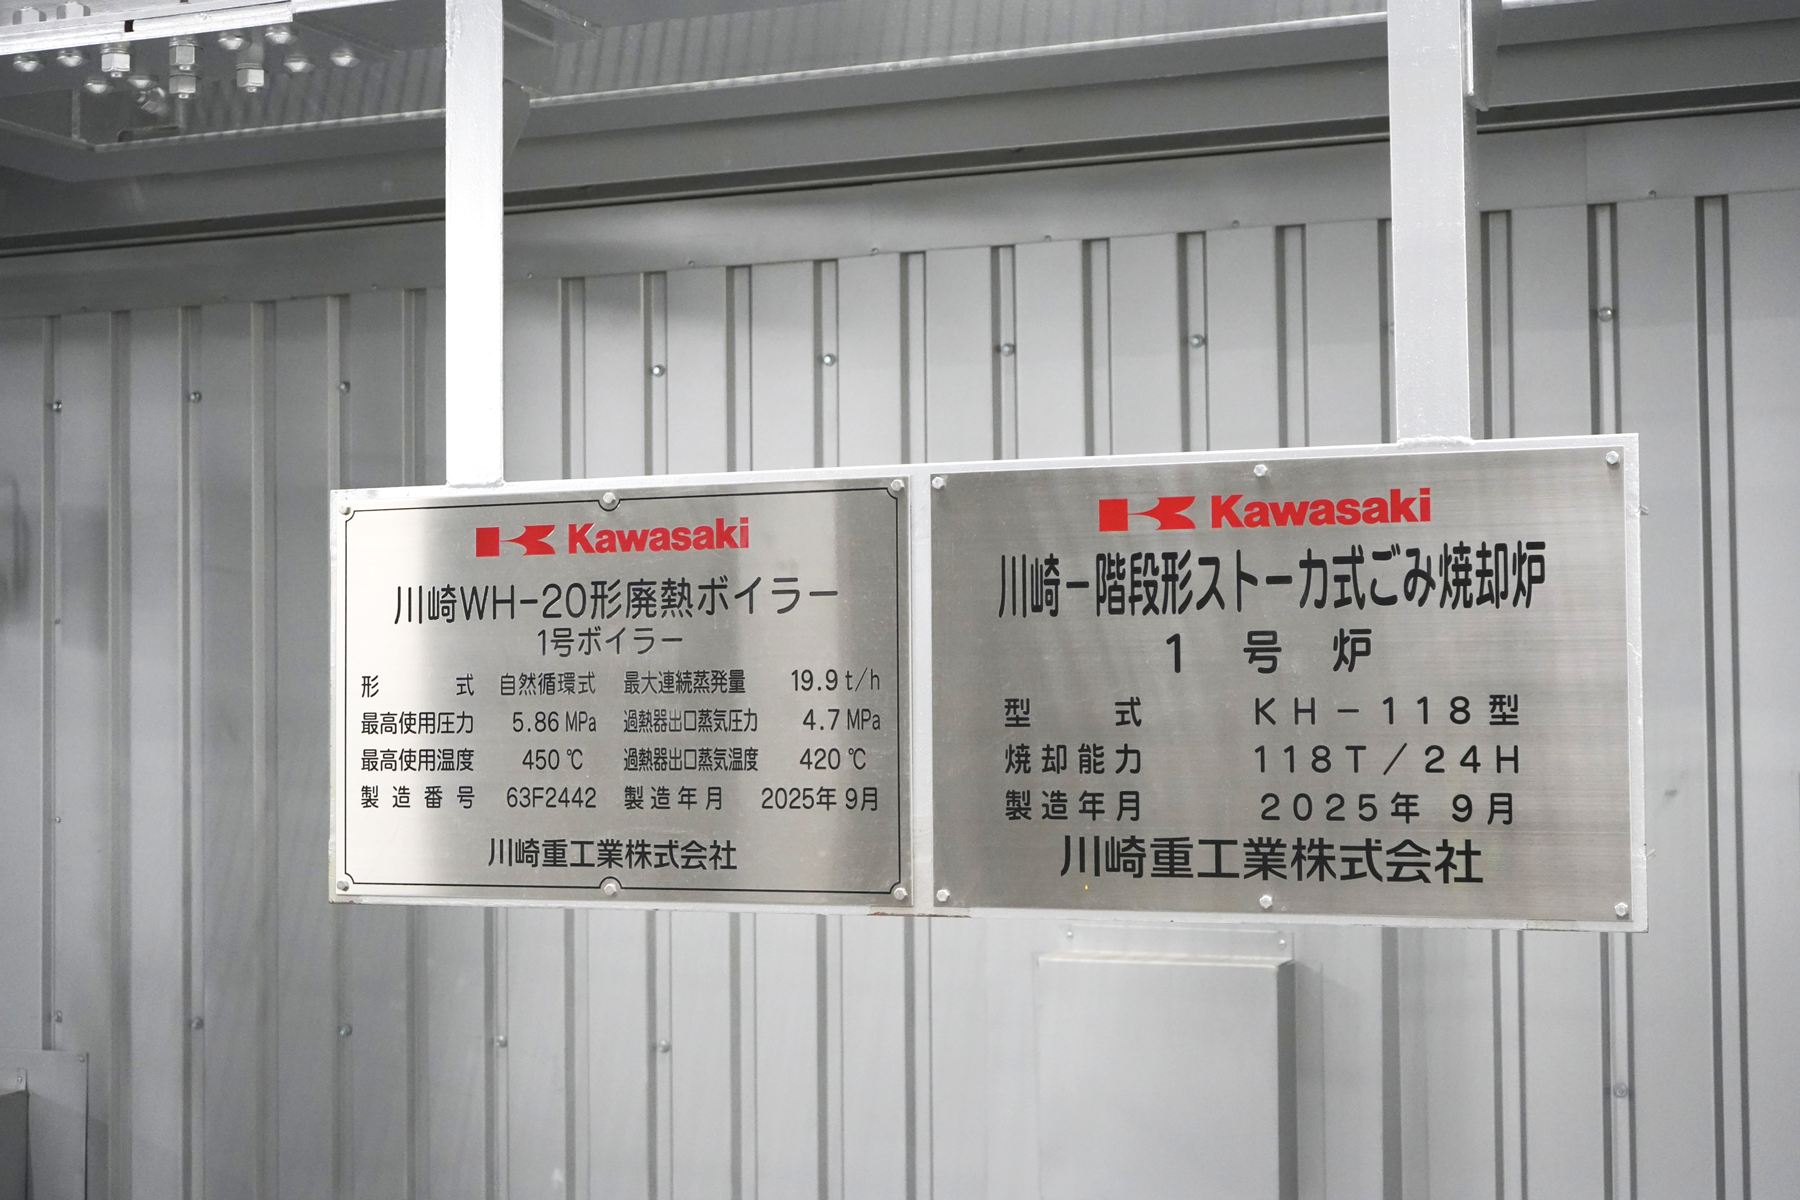 Kawasaki
川崎WH-20形廃熱ボイラー
1号ボイラー
形 式 自然循環式 最大連続蒸発量 19.9 t/h
最高使用圧力 5.86 MPa 過熱器出口蒸気圧力 4.7 MPa
最高使用温度 450 ℃ 過熱器出口蒸気温度 420 ℃
製造番号 63F2442 製造年月 2025年 9月
川崎重工業株式会社
Kawasaki
川崎一階段形ストーカ式ごみ焼却炉
1 号 炉
型 式 KH-118型
焼却能力 118T/24H
製造年月 2025年 9月
川崎重工業株式会社